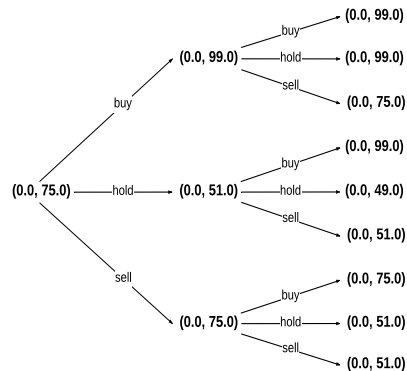 (0.0, 99.0)
buy
(0.0, 99.0)
hold
(0.0, 99.0)
sell
(0.0, 75.0)
buy
(0.0, 99.0)
buy
(0.0, 75.0)
hold
(0.0, 51.0)
hold
(0.0, 49.0)
sell
(0.0, 51.0)
sell
(0.0, 75.0)
buy
(0.0, 75.0)
hold
(0.0, 51.0)
sell
(0.0, 51.0)